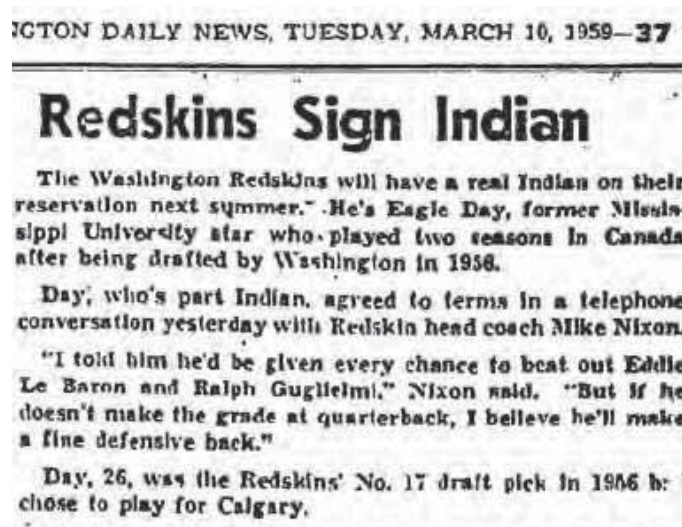 NGTON DAILY NEWS, TUESDAY, MARCH 10, 1959—37
Redskins Sign Indian
The Washington Redskins will have a real Indian on their
reservation next summer. He's Eagle Day, former Missis-
sippi University star who played two seasons in Canada
after being drafted by Washington in 1956.
Day, who's part Indian, agreed to terms in a telephone
conversation yesterday with Redskin head coach Mike Nixon.
"I told him he'd be given every chance to beat out Eddie
Le Baron and Ralph Guglielmi," Nixon said. "But if he
doesn't make the grade at quarterback, I believe he'll make
a fine defensive back."
Day, 26, was the Redskins' No. 17 draft pick in 1956
chose to play for Calgary.